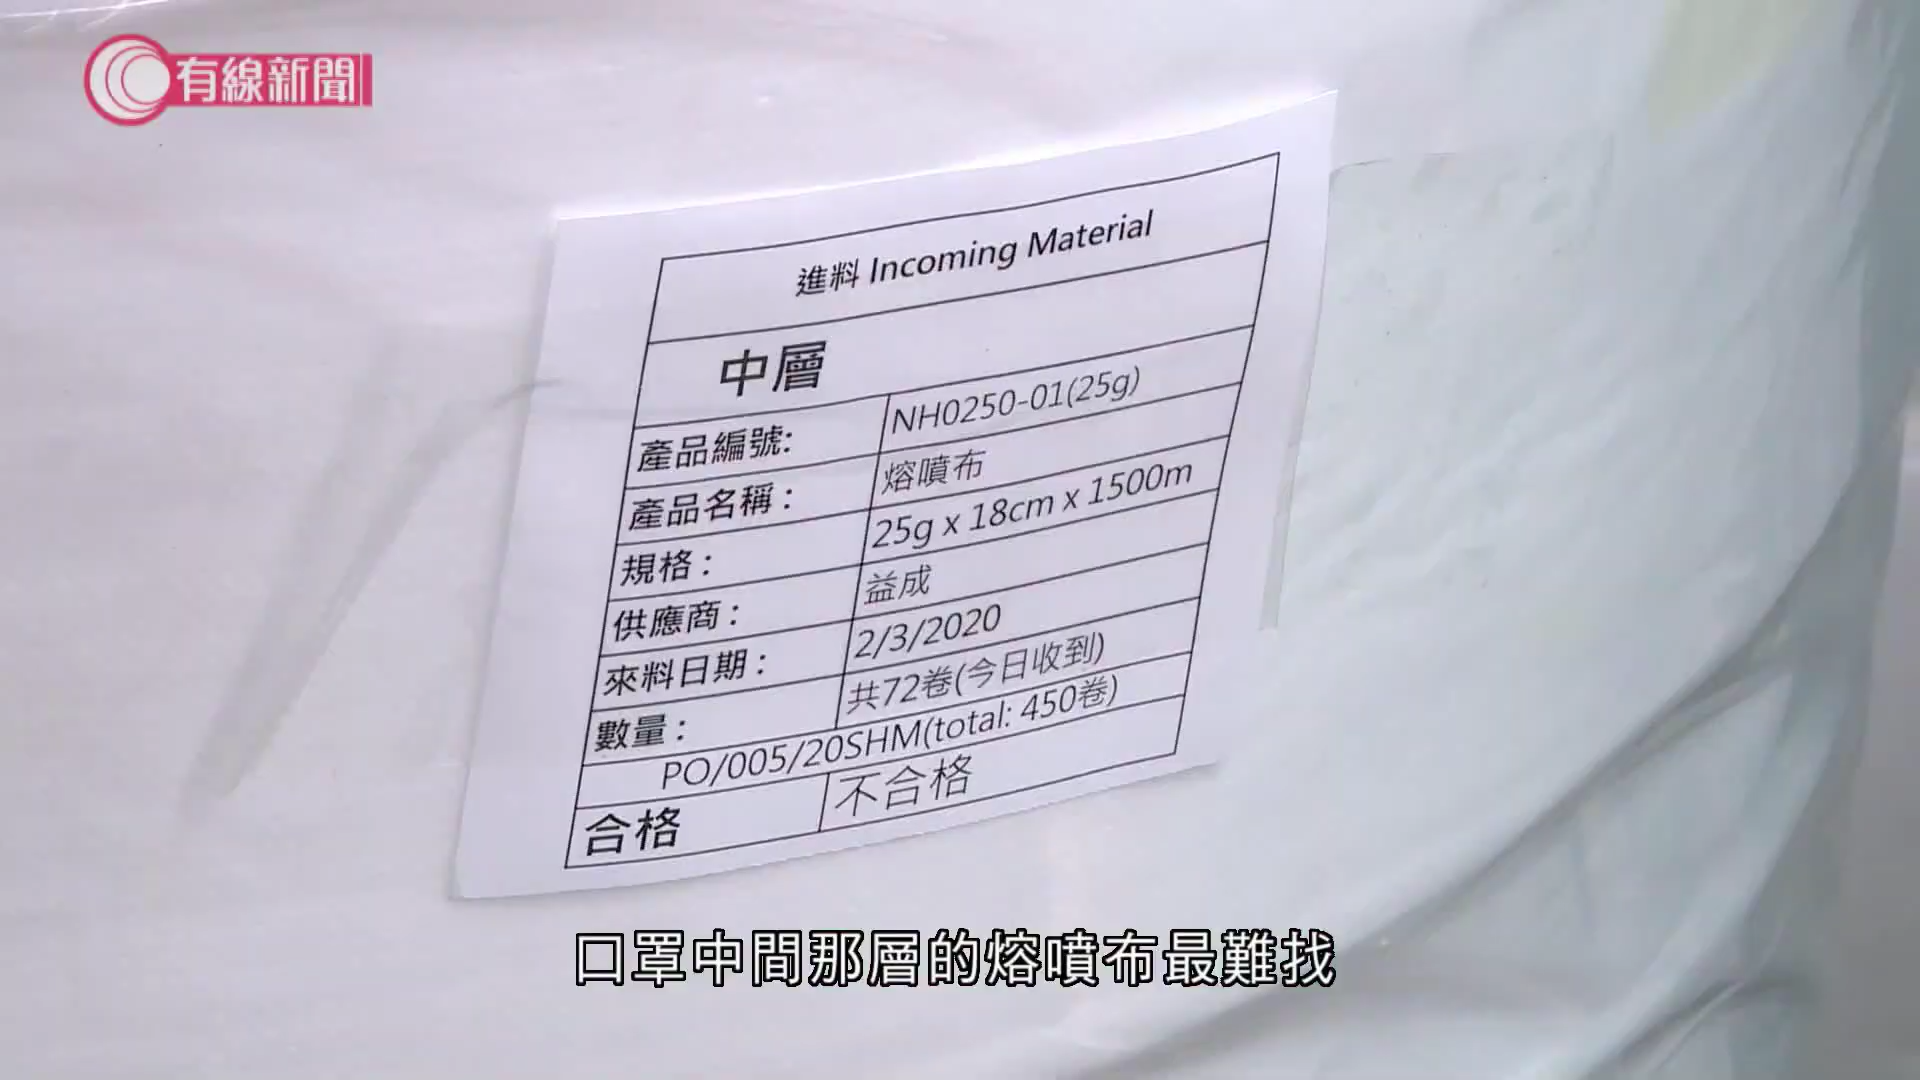 有線新聞
進料 Incoming Material
中層
產品編號: NH0250-01(25g)
產品名稱: 熔噴布
規格: 25g x 18cm x 1500m
供應商: 益成
來料日期: 2/3/2020
數量: 共72卷(今日收到)
PO/005/20SHM(total: 450卷)
合格 不合格
口罩中間那層的熔噴布最難找